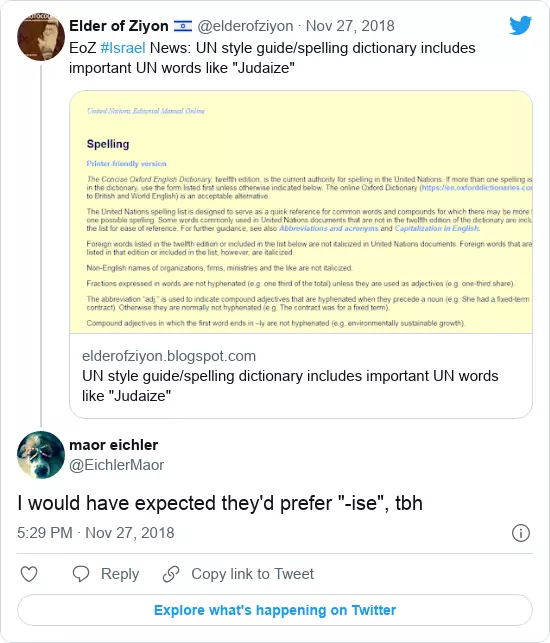 Elder of Ziyon @elderofziyon · Nov 27, 2018
EoZ #Israel News: UN style guide/spelling dictionary includes
important UN words like "Judaize"
United Nations Editorial Manual Online
Spelling
Printer-friendly version
The Concise Oxford English Dictionary, twelfth edition, is the current authority for spelling in the United Nations. If more than one spelling is
in the dictionary, use the form listed first unless otherwise indicated below. The online Oxford Dictionary (https://en.oxforddictionaries.co
to British and World English) is an acceptable alternative.
The United Nations spelling list is designed to serve as a quick reference for common words and compounds for which there may be more
one possible spelling. Some words commonly used in United Nations documents that are not in the twelfth edition of the dictionary are inclu
the list for ease of reference. For further guidance, see also Abbreviations and acronyms and Capitalization in English.
Foreign words listed in the twelfth edition or included in the list below are not italicized in United Nations documents. Foreign words that are
listed in that edition or included in the list, however, are italicized.
Non-English names of organizations, firms, ministries and the like are not italicized.
Fractions expressed in words are not hyphenated (e.g. one third of the total) unless they are used as adjectives (e.g. one-third share).
The abbreviation "adj." is used to indicate compound adjectives that are hyphenated when they precede a noun (e.g. She had a fixed-term
contract). Otherwise they are normally not hyphenated (e.g. The contract was for a fixed term).
Compound adjectives in which the first word ends in –ly are not hyphenated (e.g. environmentally sustainable growth).
elderofziyon.blogspot.com
UN style guide/spelling dictionary includes important UN words
like "Judaize"
maor eichler
@EichlerMaor
I would have expected they'd prefer "-ise", tbh
5:29 PM · Nov 27, 2018
Reply
Copy link to Tweet
Explore what's happening on Twitter